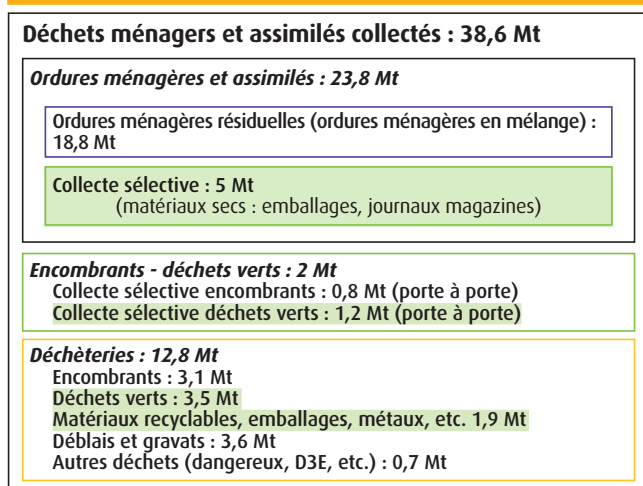 Déchets ménagers et assimilés collectés : 38,6 Mt
Ordures ménagères et assimilés : 23,8 Mt
Ordures ménagères résiduelles (ordures ménagères en mélange) :
18,8 Mt
Collecte sélective : 5 Mt
(matériaux secs : emballages, journaux magazines)
Encombrants - déchets verts : 2 Mt
Collecte sélective encombrants : 0,8 Mt (porte à porte)
Collecte sélective déchets verts : 1,2 Mt (porte à porte)
Déchèteries : 12,8 Mt
Encombrants : 3,1 Mt
Déchets verts : 3,5 Mt
Matériaux recyclables, emballages, métaux, etc. 1,9 Mt
Déblais et gravats : 3,6 Mt
Autres déchets (dangereux, D3E, etc.) : 0,7 Mt